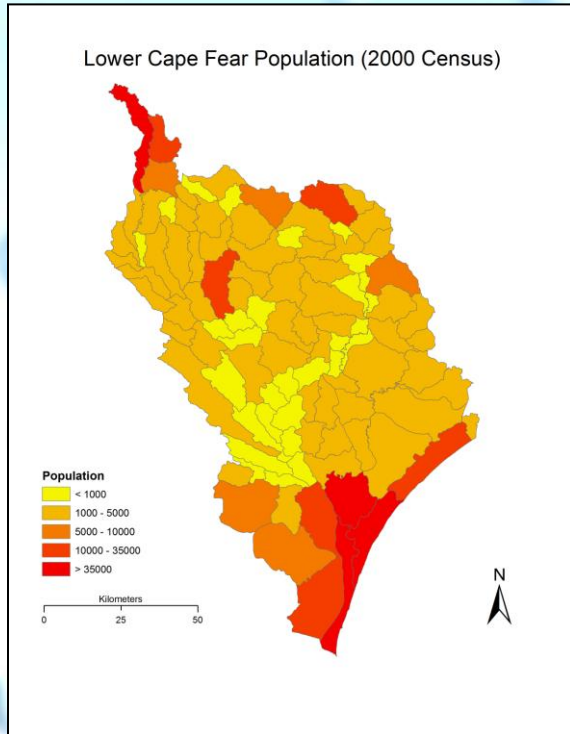 Lower Cape Fear Population (2000 Census)
Population
< 1000
1000 - 5000
5000 - 10000
10000 - 35000
> 35000
Kilometers
0 25 50
N